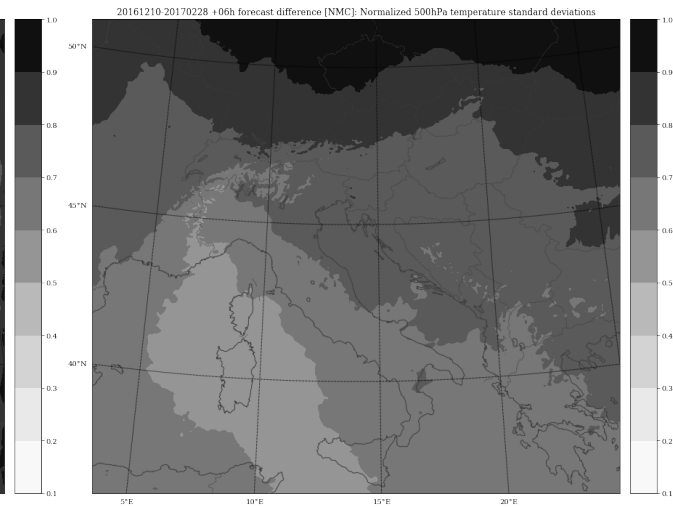 20161210-20170228 +06h forecast difference [NMC]: Normalized 500hPa temperature standard deviations
1.0
0.9
0.8
0.7
0.6
0.5
0.4
0.3
0.2
0.1
50°N
45°N
40°N
5°E
10°E
15°E
20°E
1.0
0.9
0.8
0.7
0.6
0.5
0.4
0.3
0.2
0.1